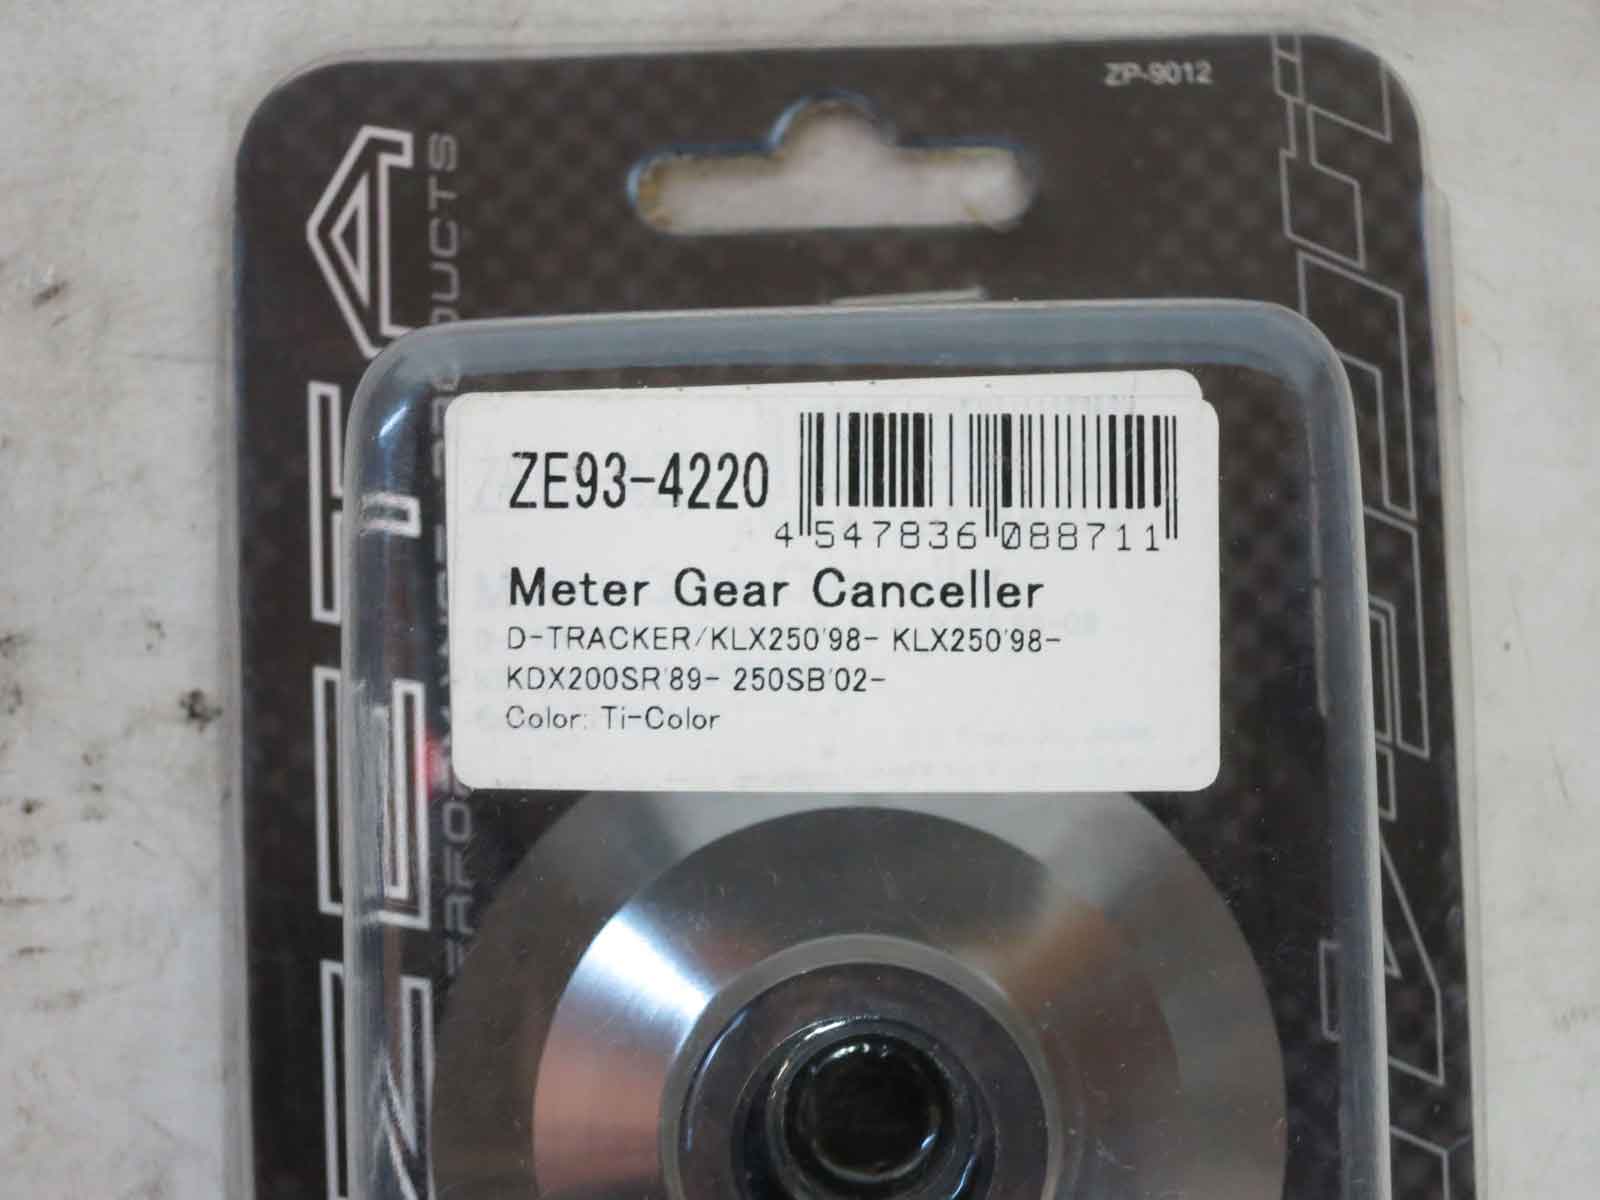 ZP-9012
ZE93-4220
4 547836 088711
Meter Gear Canceller
D-TRACKER/KLX250'98- KLX250'98-
KDX200SR'89- 250SB'02-
Color: Ti-Color